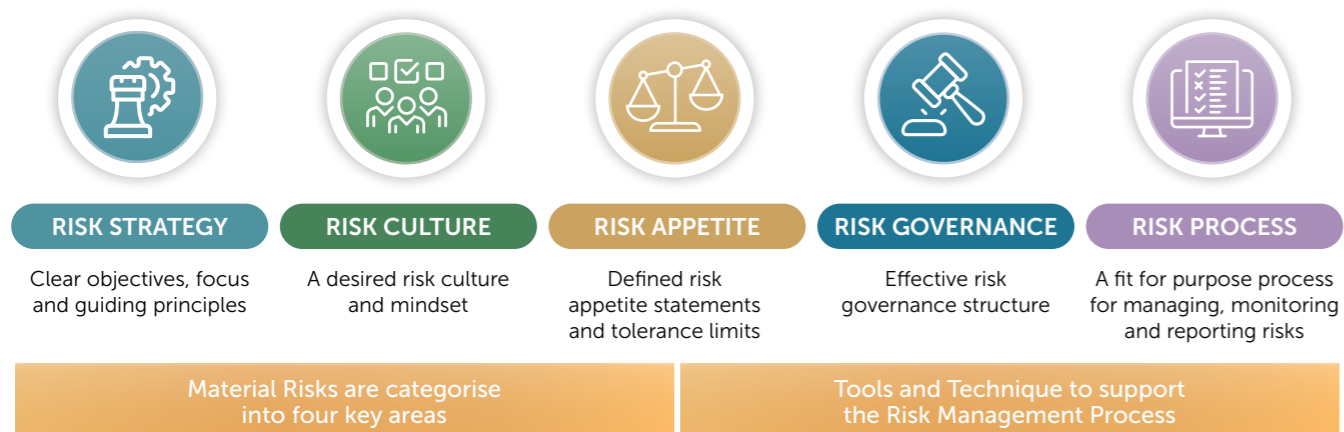 RISK STRATEGY
Clear objectives, focus
and guiding principles
RISK CULTURE
A desired risk culture
and mindset
RISK APPETITE
Defined risk
appetite statements
and tolerance limits
RISK GOVERNANCE
Effective risk
governance structure
RISK PROCESS
A fit for purpose process
for managing, monitoring
and reporting risks
Material Risks are categorise
into four key areas
Tools and Technique to support
the Risk Management Process